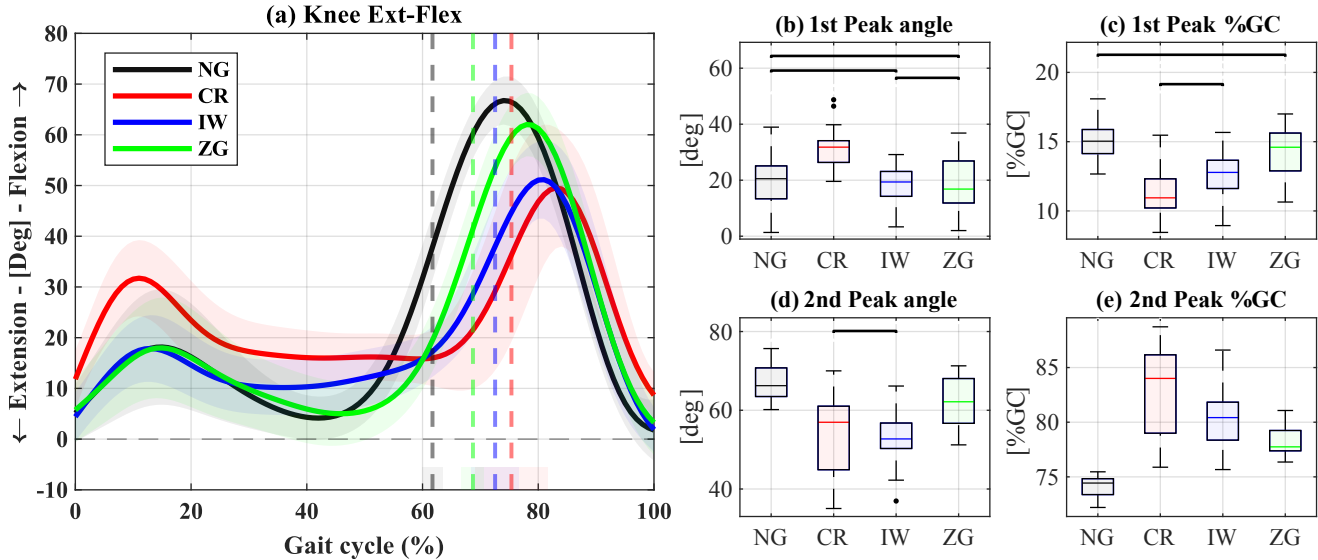 (a) Knee Ext-Flex
← Extension - [Deg] - Flexion →
80
70
60
50
40
30
20
10
0
-10
NG
CR
IW
ZG
0 20 40 60 80 100
Gait cycle (%)
(b) 1st Peak angle
[deg]
60
40
20
0
NG CR IW ZG
(c) 1st Peak %GC
[%GC]
20
15
10
NG CR IW ZG
(d) 2nd Peak angle
[deg]
80
60
40
NG CR IW ZG
(e) 2nd Peak %GC
[%GC]
85
80
75
NG CR IW ZG